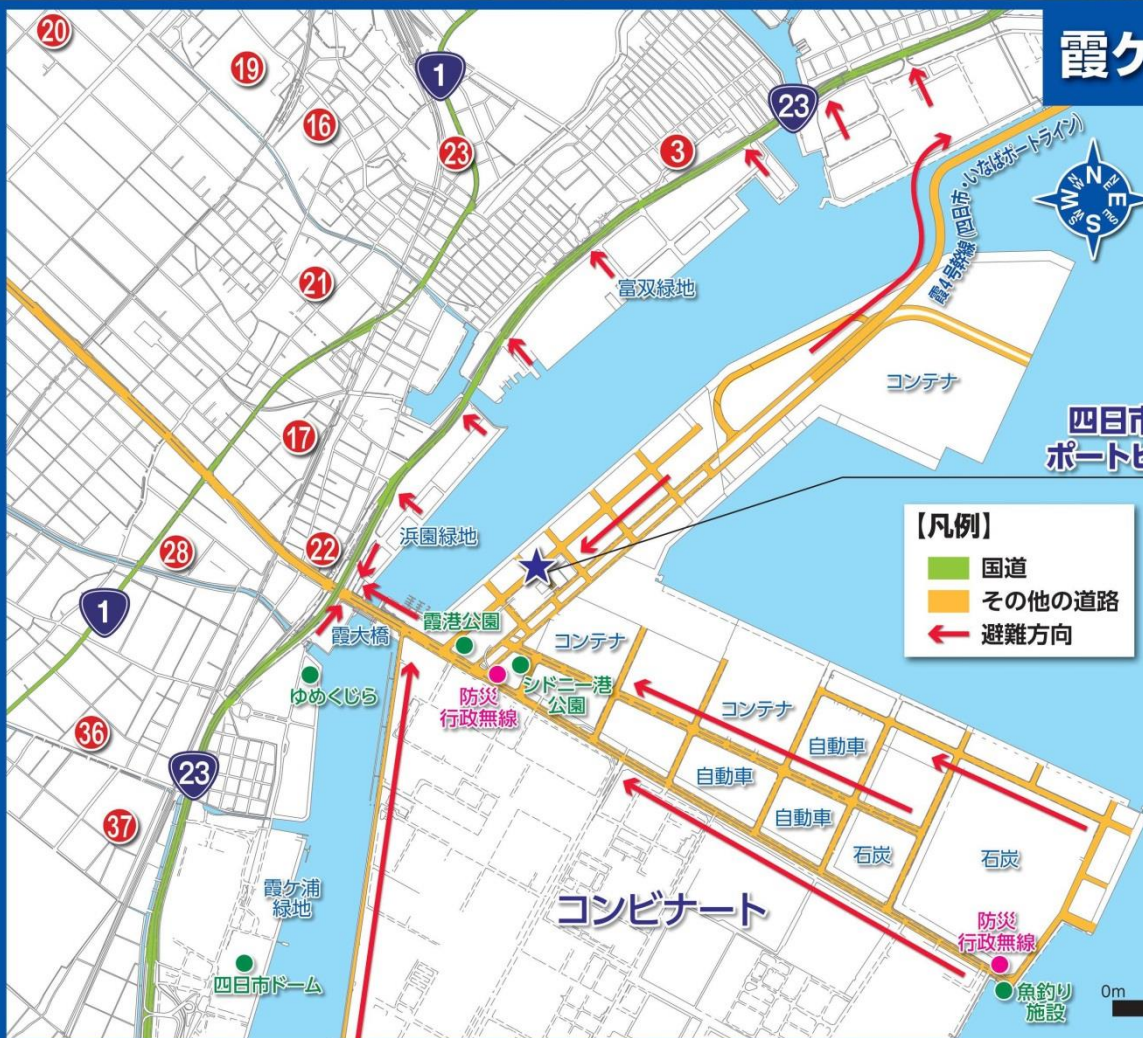 霞ケ
20
19
1
16
23
23
3
霞4号幹線(四日市・いなばポートライン)
N
E
S
W
NE
SE
SW
NW
21
富双緑地
コンテナ
四日市
ポートビ
17
【凡例】
国道
その他の道路
避難方向
浜園緑地
22
28
1
霞大橋
霞港公園
コンテナ
ゆめくじら
防災
行政無線
シドニー港
公園
コンテナ
自動車
自動車
自動車
36
23
石炭
石炭
37
コンビナート
霞ケ浦
緑地
防災
行政無線
四日市ドーム
魚釣り
施設
0m